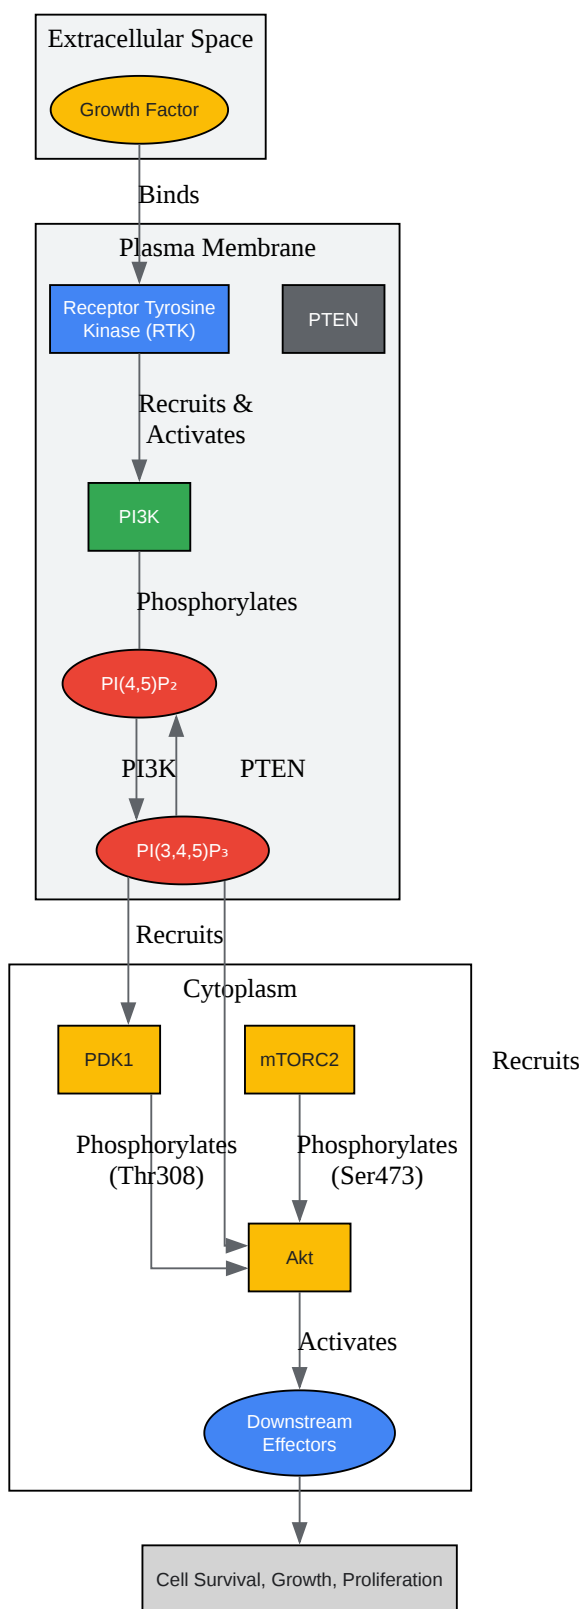 Extracellular Space
Growth Factor
Binds
Plasma Membrane
Receptor Tyrosine
Kinase (RTK)
PTEN
Recruits &
Activates
PI3K
Phosphorylates
PI(4,5)P₂
PI3K
PTEN
PI(3,4,5)P₃
Recruits
Cytoplasm
PDK1
mTORC2
Recruits
Phosphorylates
(Thr308)
Phosphorylates
(Ser473)
Akt
Activates
Downstream
Effectors
Cell Survival, Growth, Proliferation